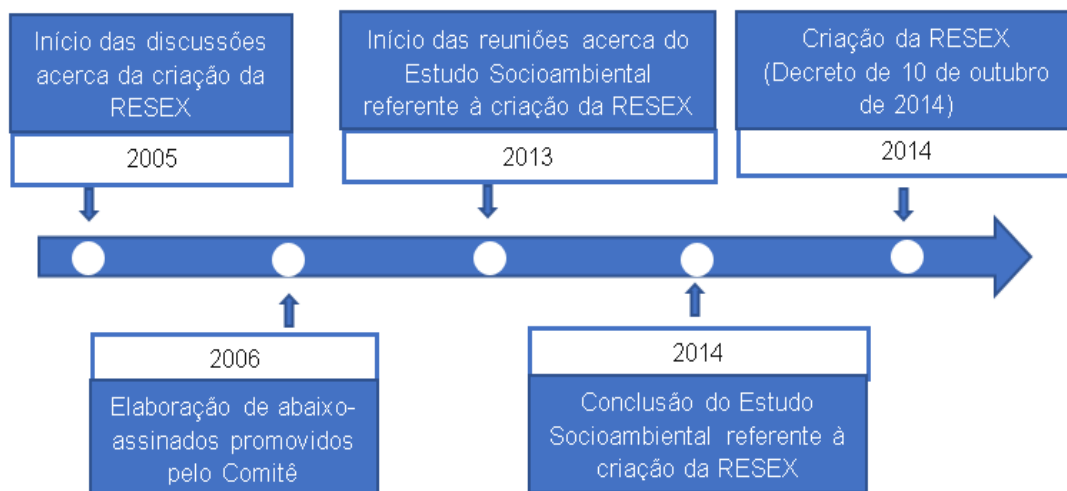 Início das discussões
acerca da criação da
RESEX
2005
Início das reuniões acerca do
Estudo Socioambiental
referente à criação da RESEX
2013
Criação da RESEX
(Decreto de 10 de outubro
de 2014)
2014
2006
Elaboração de abaixo-
assinados promovidos
pelo Comitê
2014
Conclusão do Estudo
Socioambiental referente à
criação da RESEX